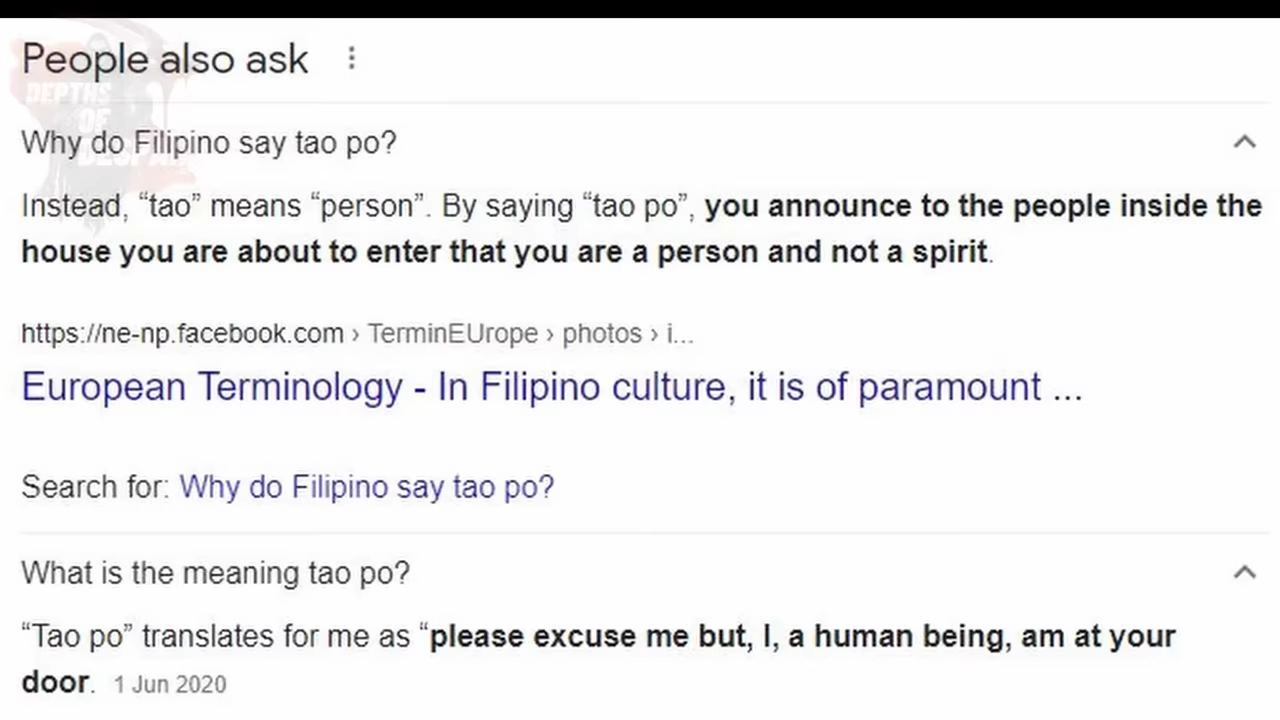 People also ask
DEPTHS
OF
DESPAIR
Why do Filipino say tao po?
Instead, “tao” means “person”. By saying “tao po”, you announce to the people inside the
house you are about to enter that you are a person and not a spirit.
https://ne-np.facebook.com › TerminEUrope › photos › i...
European Terminology - In Filipino culture, it is of paramount ...
Search for: Why do Filipino say tao po?
What is the meaning tao po?
“Tao po” translates for me as “please excuse me but, I, a human being, am at your
door. 1 Jun 2020